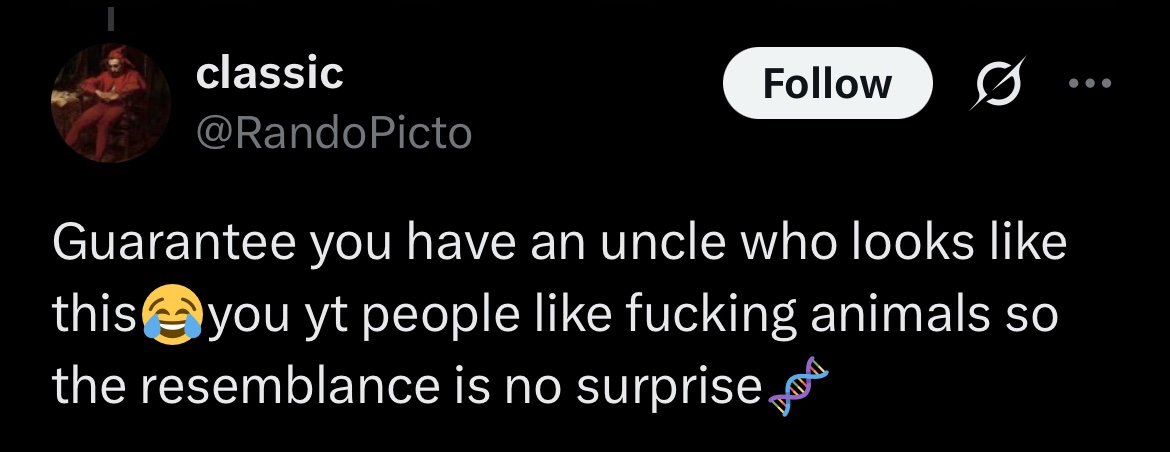 classic
Follow
@RandoPicto
Guarantee you have an uncle who looks like
this😂you yt people like fucking animals so
the resemblance is no surprise🧬